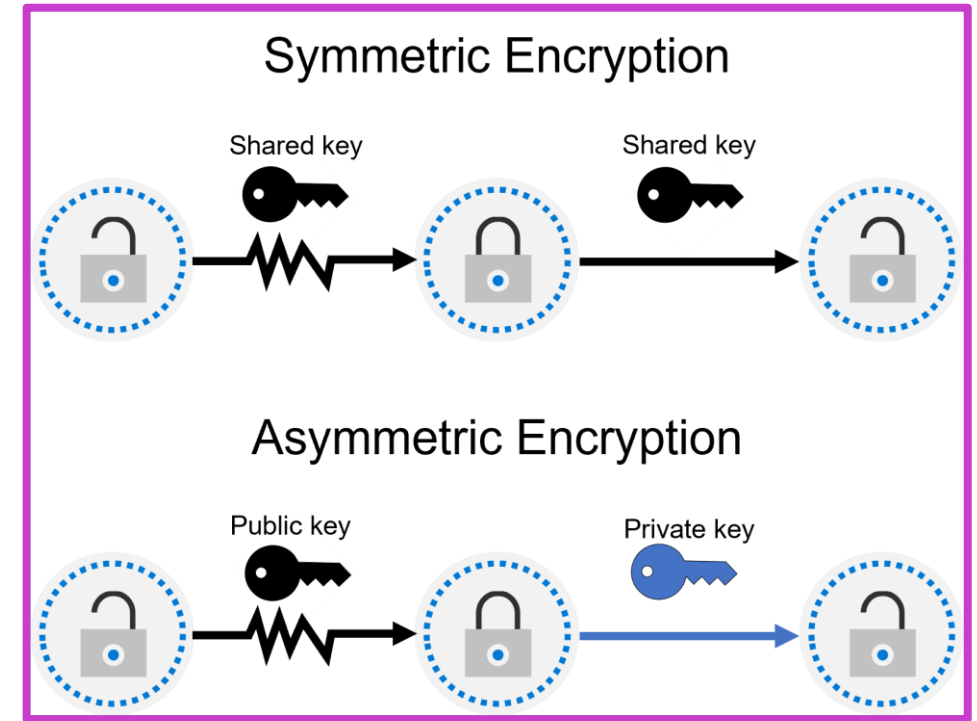 Symmetric Encryption
Shared key
Shared key
Asymmetric Encryption
Public key
Private key